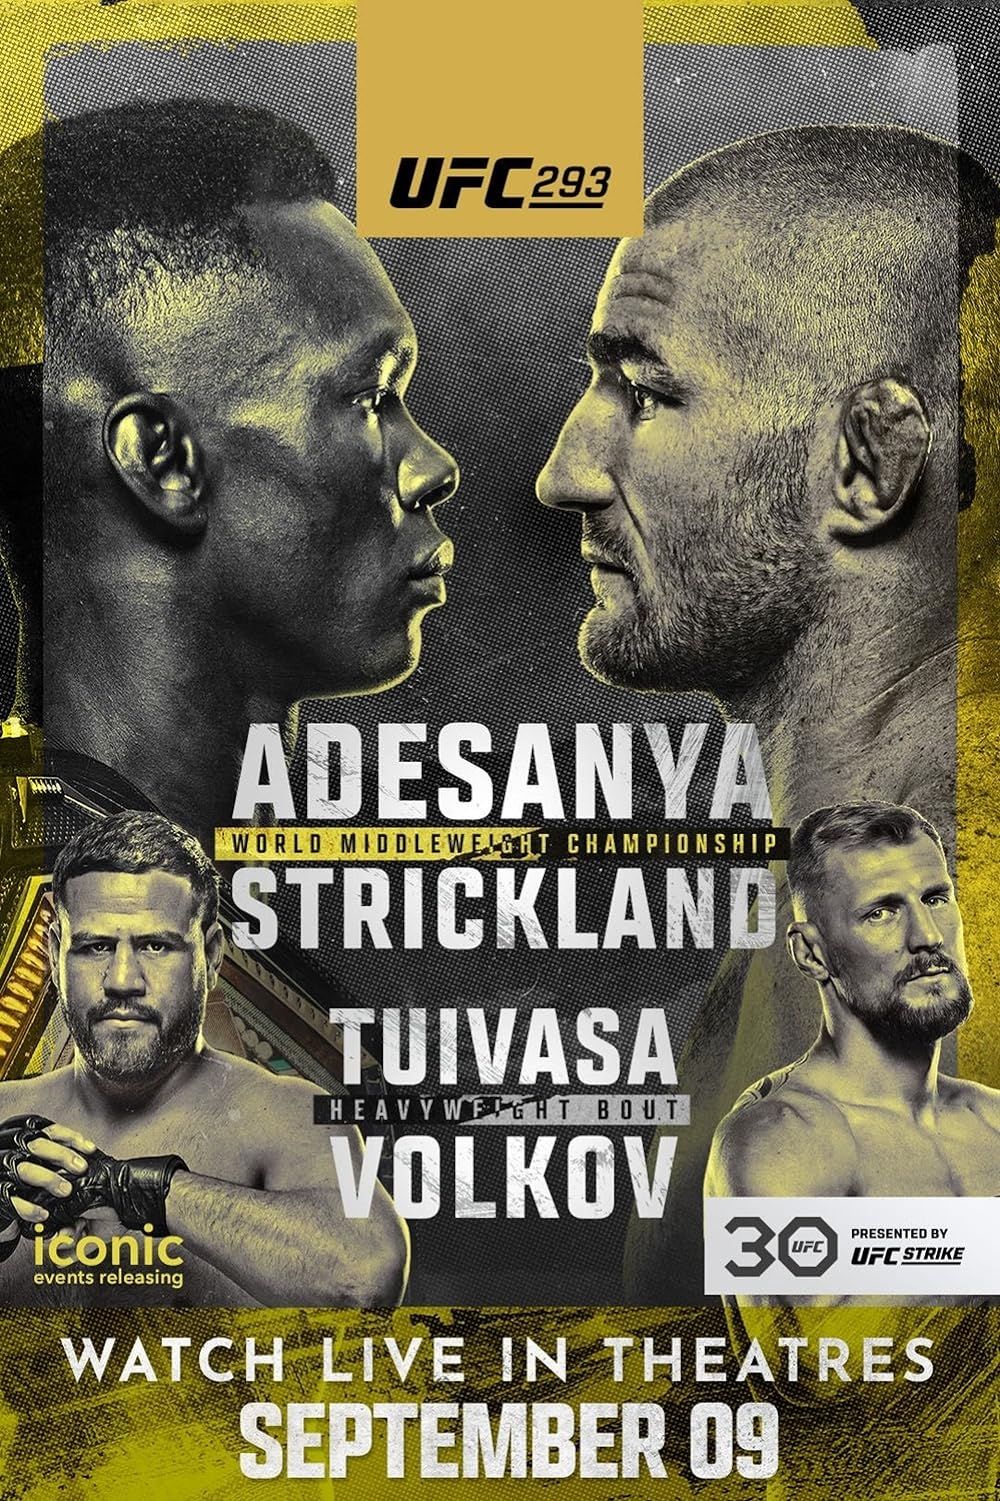 UFC 293
ADESANYA
WORLD MIDDLEWEIGHT CHAMPIONSHIP
STRICKLAND
TUIVASA
HEAVYWEIGHT BOUT
VOLKOV
iconic
events releasing
30 UFC
PRESENTED BY
UFC STRIKE
WATCH LIVE IN THEATRES
SEPTEMBER 09